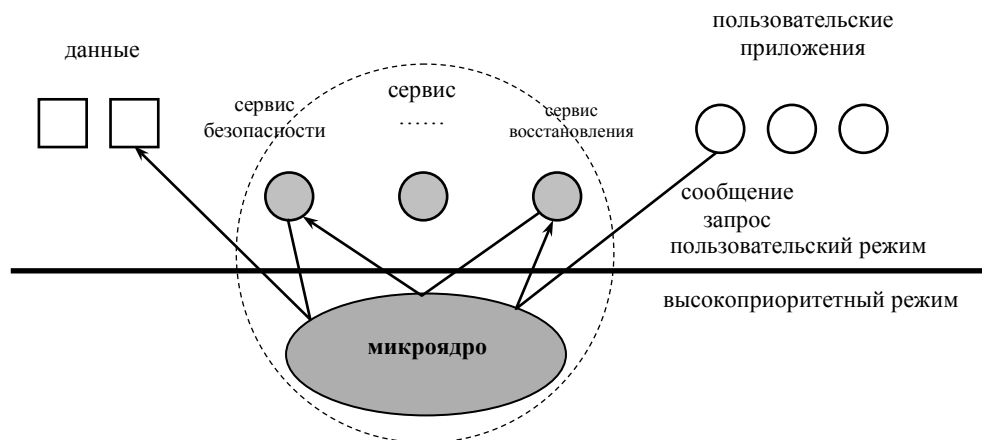 данные
сервис
безопасности
сервис
......
сервис
восстановления
пользовательские
приложения
сообщение
запрос
пользовательский режим
высокоприоритетный режим
микроядро